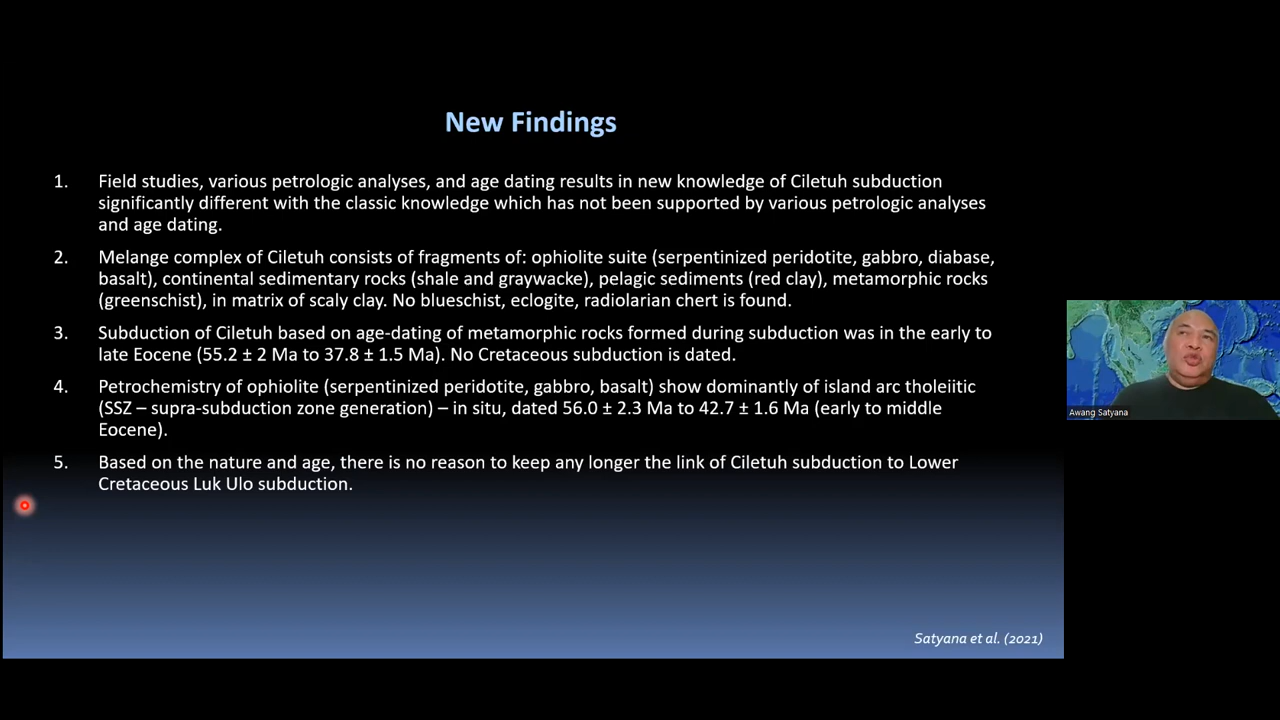 New Findings
1. Field studies, various petrologic analyses, and age dating results in new knowledge of Ciletuh subduction
significantly different with the classic knowledge which has not been supported by various petrologic analyses
and age dating.
2. Melange complex of Ciletuh consists of fragments of: ophiolite suite (serpentinized peridotite, gabbro, diabase,
basalt), continental sedimentary rocks (shale and graywacke), pelagic sediments (red clay), metamorphic rocks
(greenschist), in matrix of scaly clay. No blueschist, eclogite, radiolarian chert is found.
3. Subduction of Ciletuh based on age-dating of metamorphic rocks formed during subduction was in the early to
late Eocene (55.2 ± 2 Ma to 37.8 ± 1.5 Ma). No Cretaceous subduction is dated.
4. Petrochemistry of ophiolite (serpentinized peridotite, gabbro, basalt) show dominantly of island arc tholeiitic
(SSZ – supra-subduction zone generation) – in situ, dated 56.0 ± 2.3 Ma to 42.7 ± 1.6 Ma (early to middle
Eocene).
5. Based on the nature and age, there is no reason to keep any longer the link of Ciletuh subduction to Lower
Cretaceous Luk Ulo subduction.
Satyana et al. (2021)
Awang Satyana